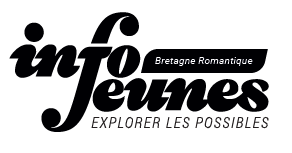 info
Bretagne Romantique
jeunes
EXPLORER LES POSSIBLES